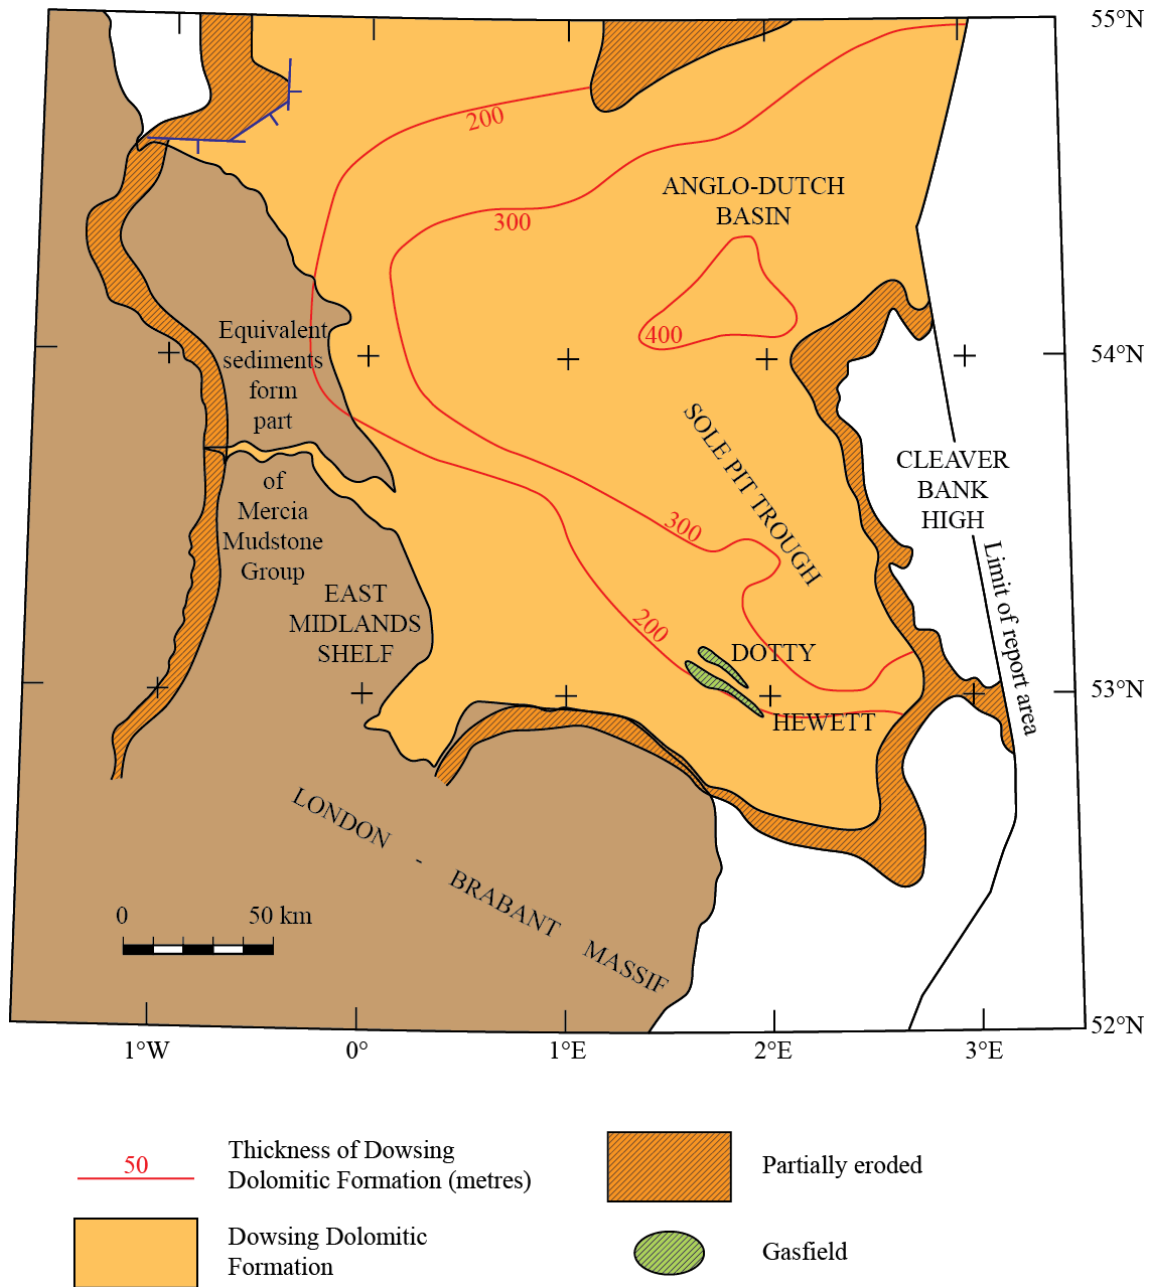 55°N
200
ANGLO-DUTCH
BASIN
300
Equivalent
sediments
form
part
400
54°N
SOLE PIT TROUGH
CLEAVER
BANK
HIGH
of
Mercia
Mudstone
Group
300
Limit of report area
EAST
MIDLANDS
SHELF
200
DOTTY
53°N
HEWETT
LONDON - BRABANT MASSIF
0 50 km
52°N
1°W 0° 1°E 2°E 3°E
50
Thickness of Dowsing
Dolomitic Formation (metres)
Partially eroded
Dowsing Dolomitic
Formation
Gasfield